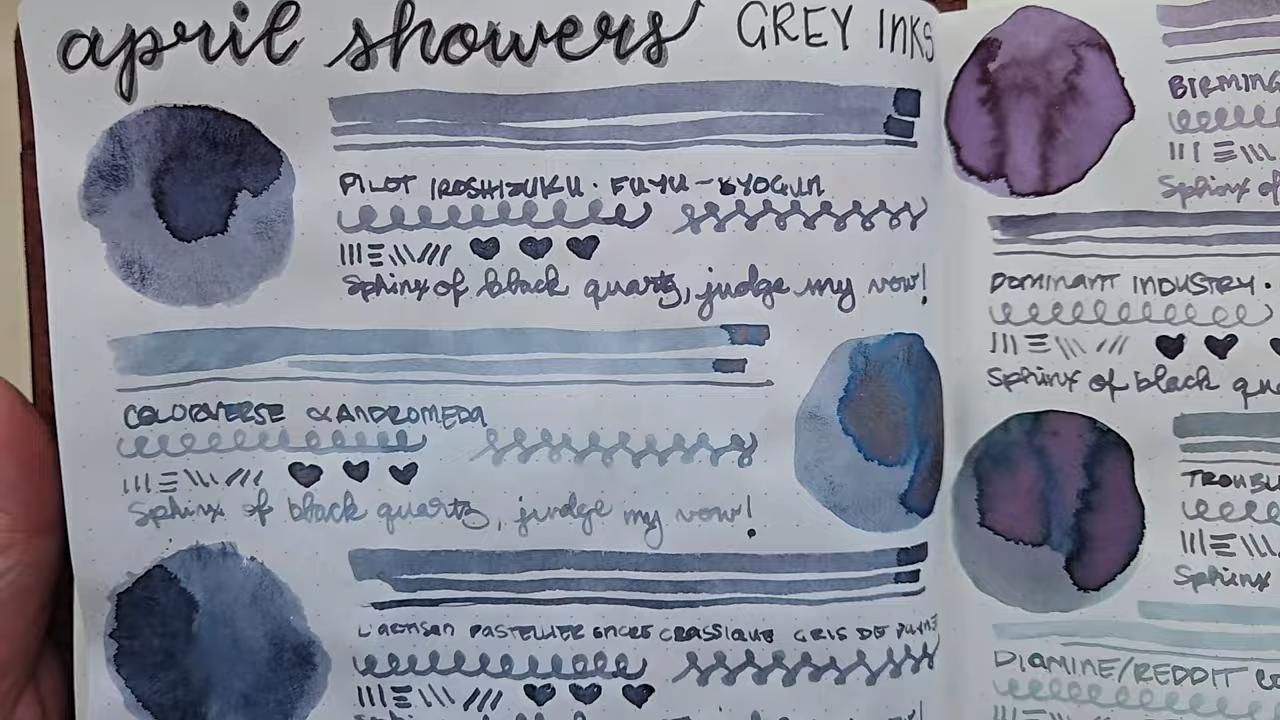 april showers GREY INKS
PILOT IROSHIZUKU · FUYU-SYOGUN
Sphinx of black quartz, judge my vow!
COLORVERSE α ANDROMEDA
Sphinx of black quartz, judge my vow!
L'ARTISAN PASTELLIER ENCRE CLASSIQUE GRIS DE
BIRMING
Sphinx of
DOMINANT INDUSTRY ·
Sphinx of black qu
TROUBL
Sphinx
DIAMINE/REDDIT